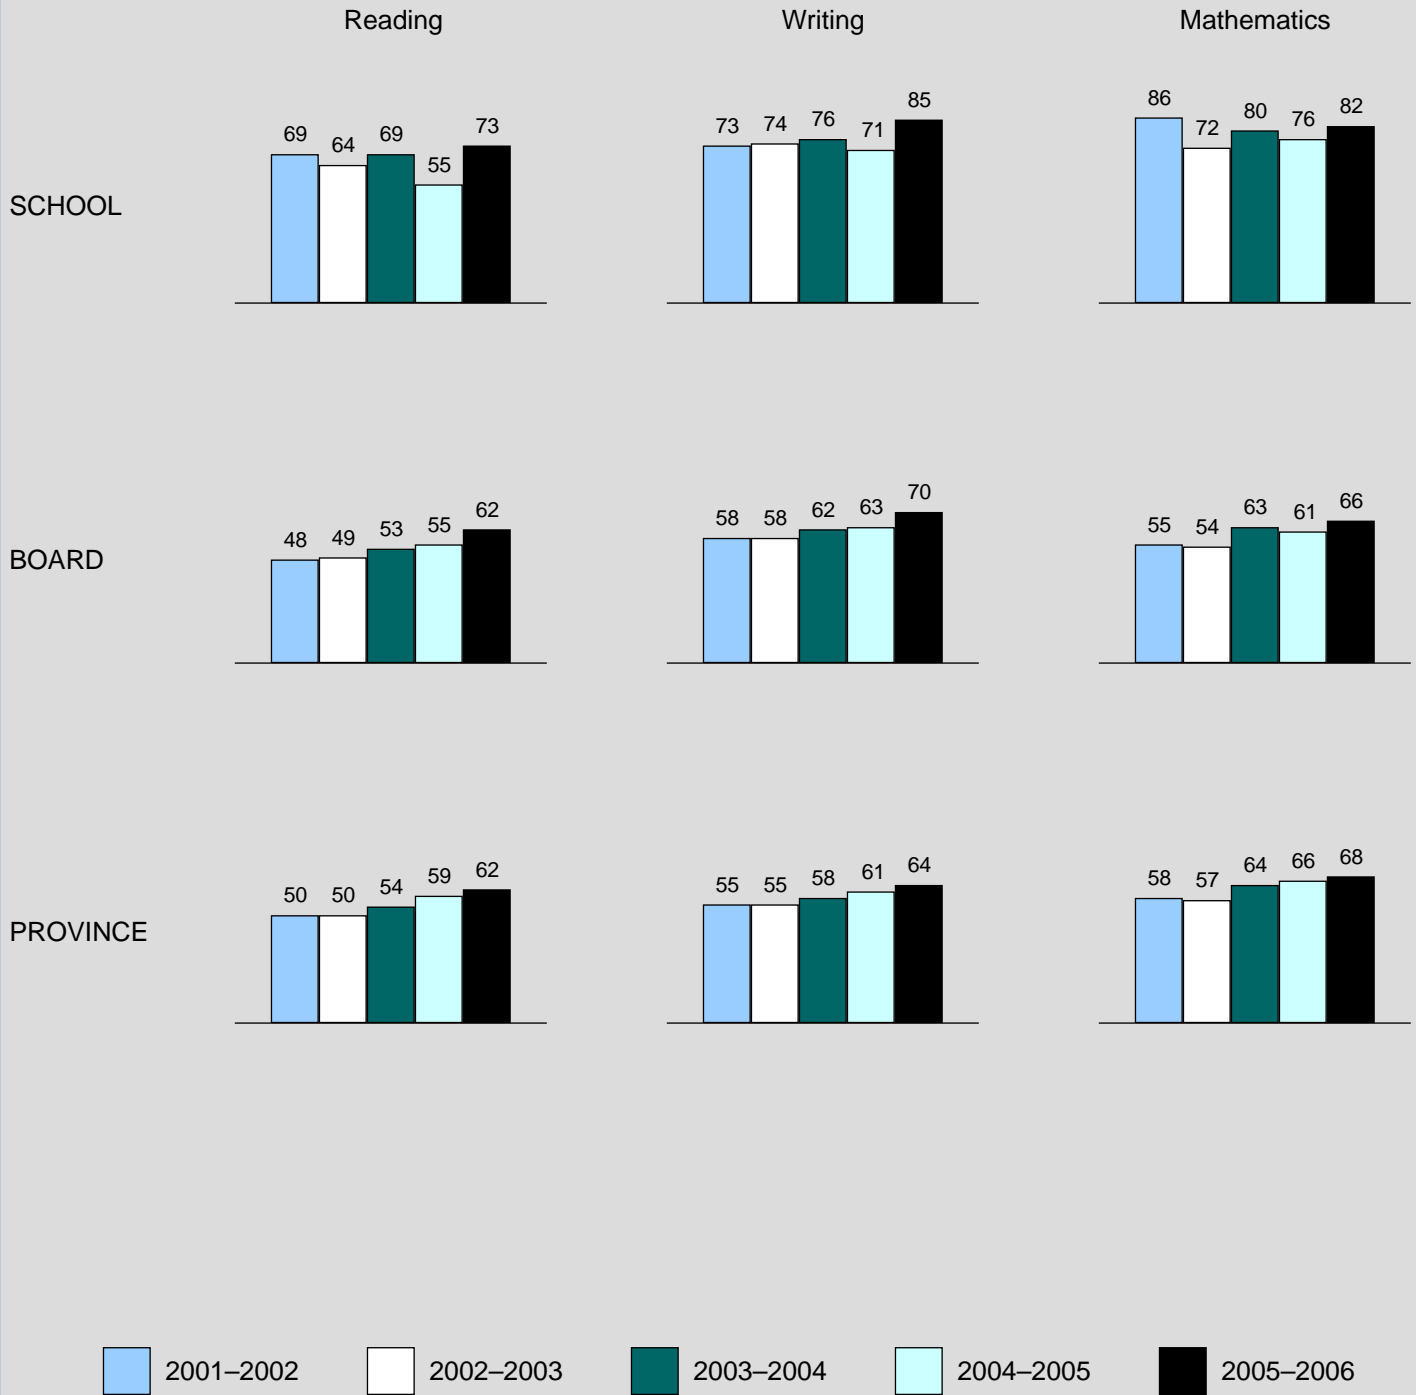 Reading Writing Mathematics
SCHOOL
69 64 69 55 73
73 74 76 71 85
86 72 80 76 82
BOARD
48 49 53 55 62
58 58 62 63 70
55 54 63 61 66
PROVINCE
50 50 54 59 62
55 55 58 61 64
58 57 64 66 68
2001–2002 2002–2003 2003–2004 2004–2005 2005–2006